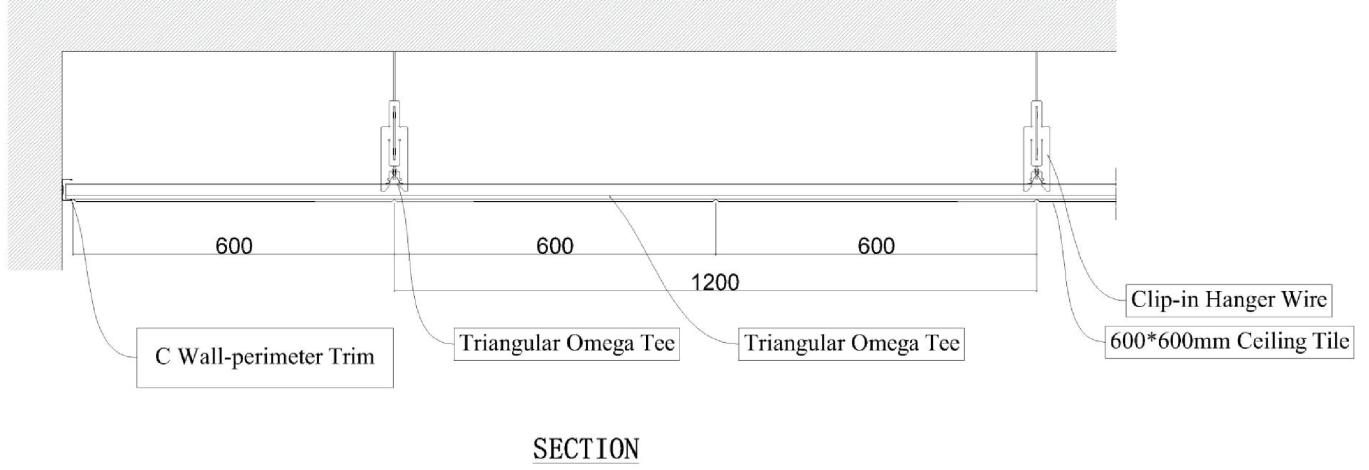 600
600
600
1200
Clip-in Hanger Wire
C Wall-perimeter Trim
Triangular Omega Tee
Triangular Omega Tee
600*600mm Ceiling Tile
SECTION